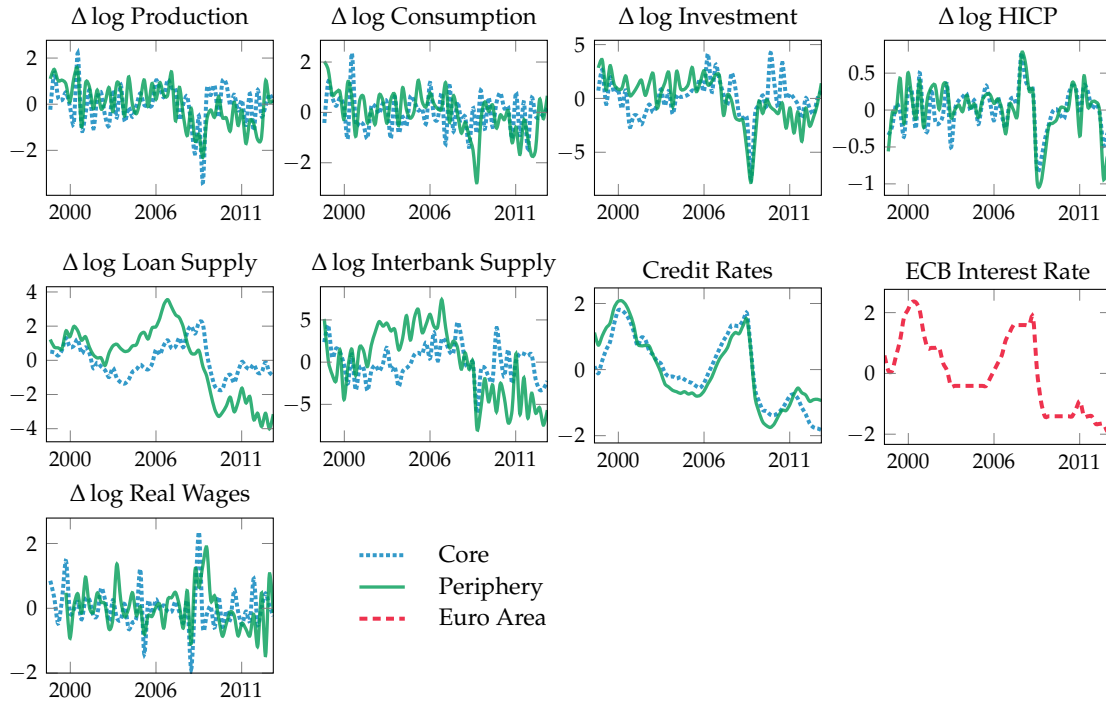 Δ log Production
2
0
−2
2000 2006 2011
Δ log Consumption
2
0
−2
2000 2006 2011
Δ log Investment
5
0
−5
2000 2006 2011
Δ log HICP
0.5
0
−0.5
−1
2000 2006 2011
Δ log Loan Supply
4
2
0
−2
−4
2000 2006 2011
Δ log Interbank Supply
5
0
−5
2000 2006 2011
Credit Rates
2
0
−2
2000 2006 2011
ECB Interest Rate
2
0
−2
2000 2006 2011
Δ log Real Wages
2
0
−2
2000 2006 2011
Core
Periphery
Euro Area